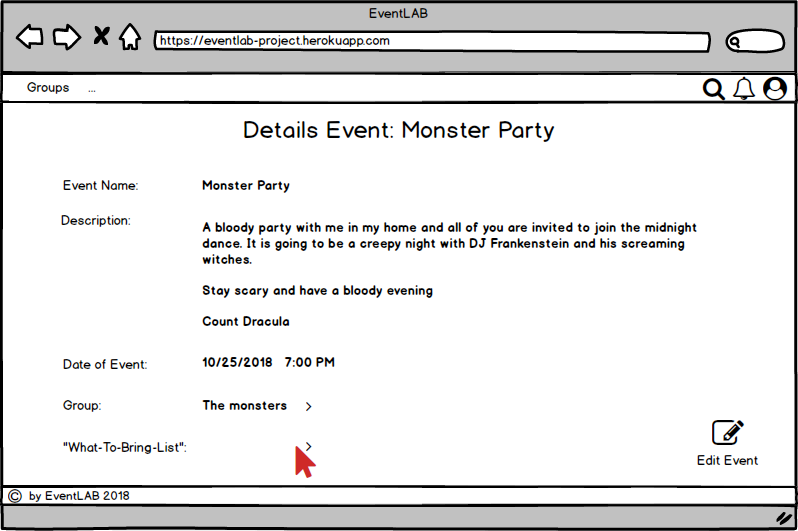 EventLAB
https://eventlab-project.herokuapp.com
Groups ...
Details Event: Monster Party
Event Name: Monster Party
Description:
A bloody party with me in my home and all of you are invited to join the midnight
dance. It is going to be a creepy night with DJ Frankenstein and his screaming
witches.
Stay scary and have a bloody evening
Count Dracula
Date of Event: 10/25/2018 7:00 PM
Group: The monsters >
"What-To-Bring-List": >
Edit Event
© by EventLAB 2018